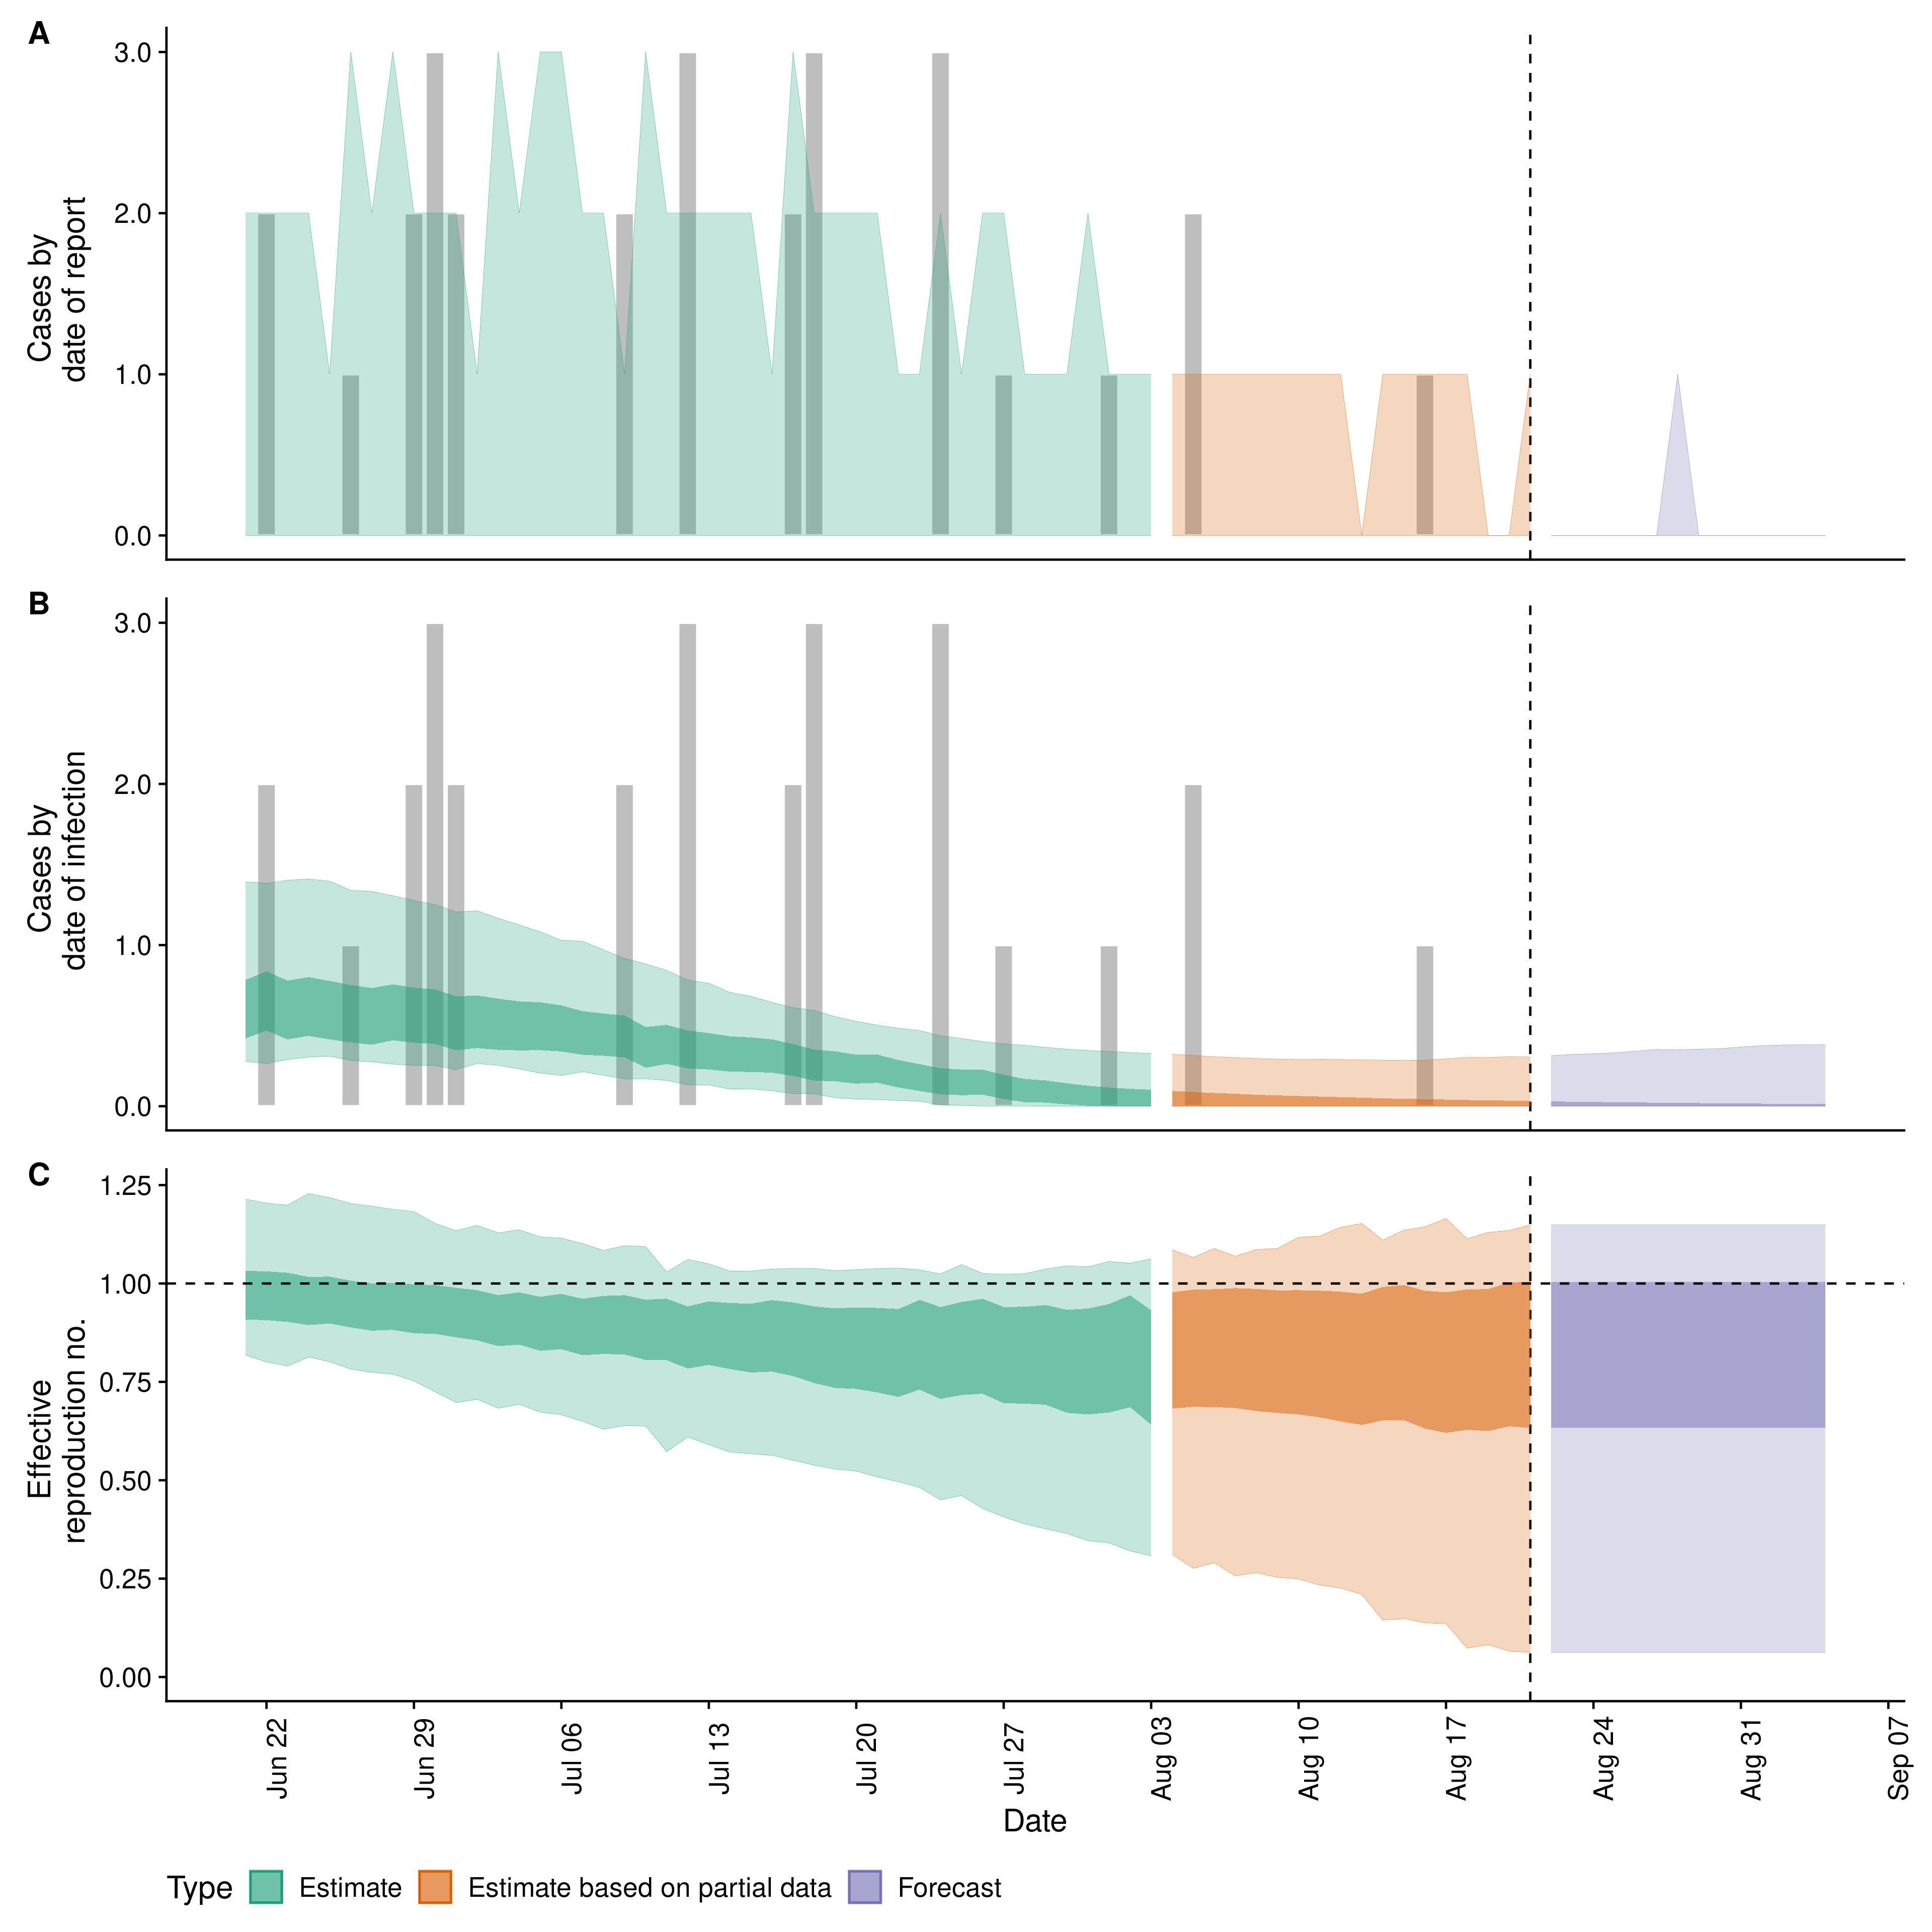 A
3.0
2.0
1.0
0.0
Cases by
date of report
B
3.0
2.0
1.0
0.0
Cases by
date of infection
C
1.25
1.00
0.75
0.50
0.25
0.00
Effective
reproduction no.
Jun 22
Jun 29
Jul 06
Jul 13
Jul 20
Jul 27
Aug 03
Aug 10
Aug 17
Aug 24
Aug 31
Sep 07
Date
Type Estimate Estimate based on partial data Forecast